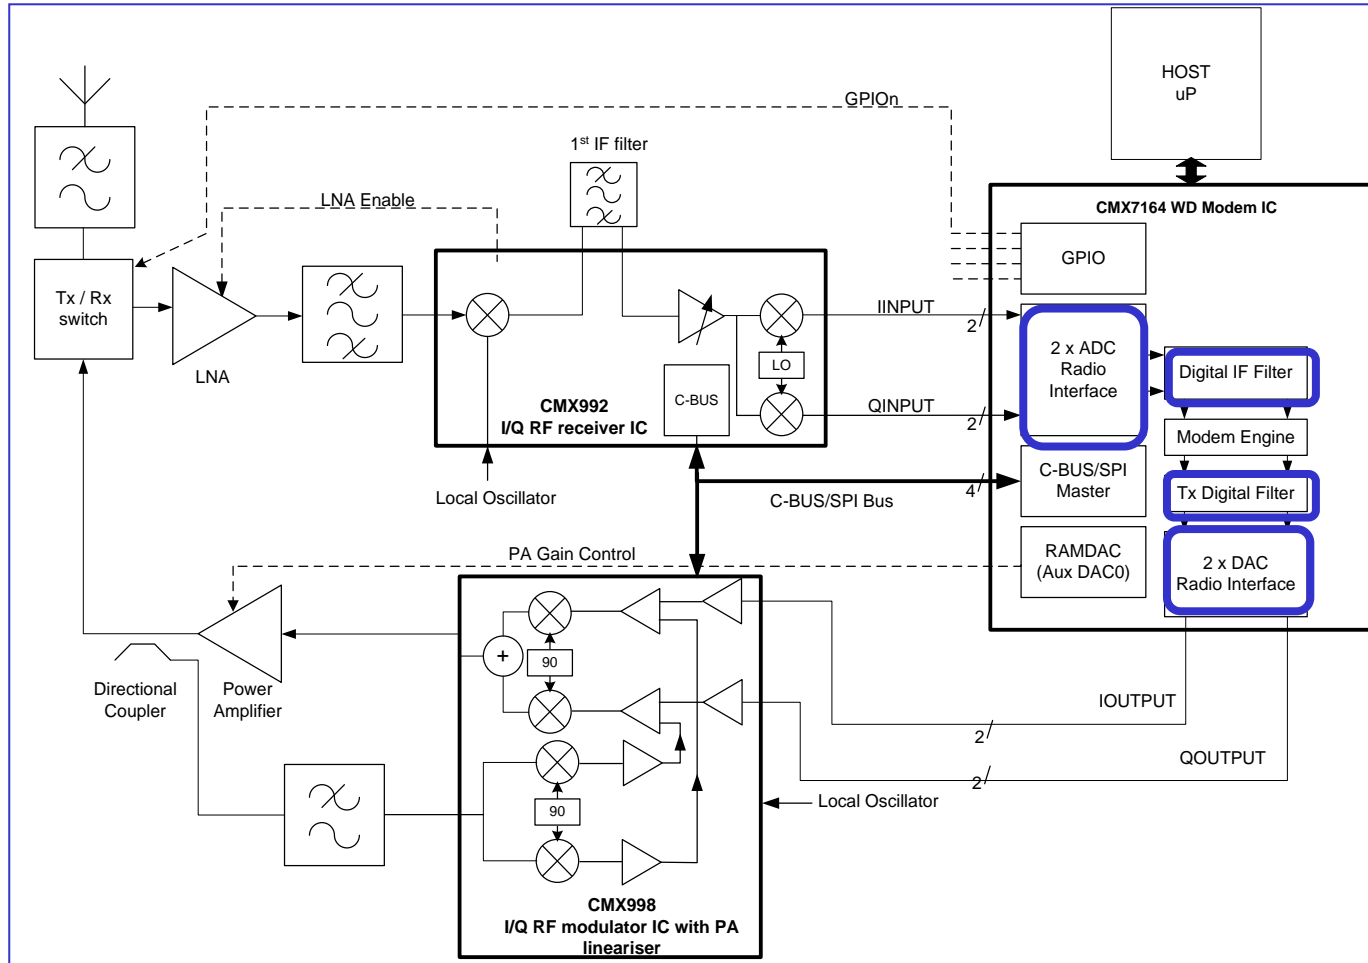 HOST
uP
GPIOn
1st IF filter
LNA Enable
CMX7164 WD Modem IC
GPIO
Tx / Rx
switch
LNA
IINPUT
2
2 x ADC
Radio
Interface
Digital IF Filter
LO
C-BUS
QINPUT
2
CMX992
I/Q RF receiver IC
Modem Engine
Local Oscillator
C-BUS/SPI Bus
4
C-BUS/SPI
Master
Tx Digital Filter
PA Gain Control
RAMDAC
(Aux DAC0)
2 x DAC
Radio Interface
+
90
Directional
Coupler
Power
Amplifier
IOUTPUT
2
QOUTPUT
2
90
Local Oscillator
CMX998
I/Q RF modulator IC with PA
lineariser